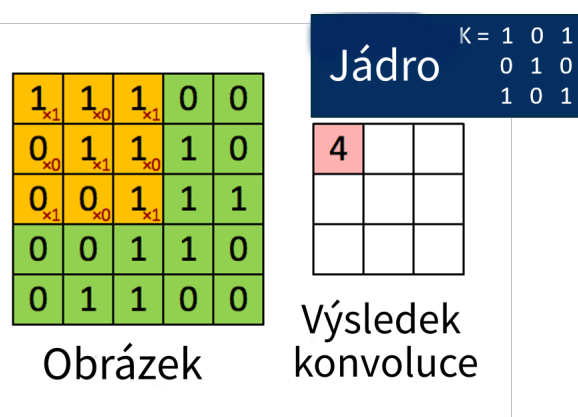 Jádro
K = 1 0 1
0 1 0
1 0 1
1×1 1×0 1×1 0 0
0×0 1×1 1×0 1 0
0×1 0×0 1×1 1 1
0 0 1 1 0
0 1 1 0 0
4
Obrázek
Výsledek
konvoluce